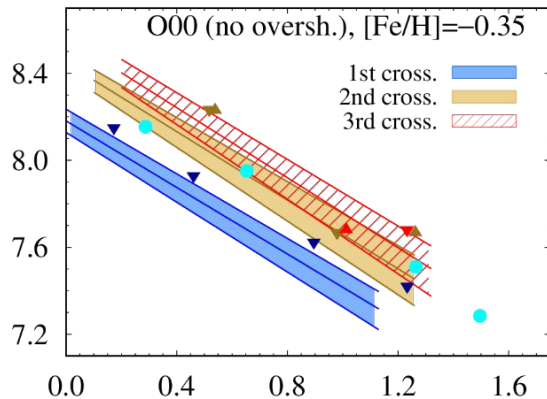 O00 (no oversh.), [Fe/H]=−0.35
8.4
1st cross.
2nd cross.
3rd cross.
8.0
7.6
7.2
0.0 0.4 0.8 1.2 1.6